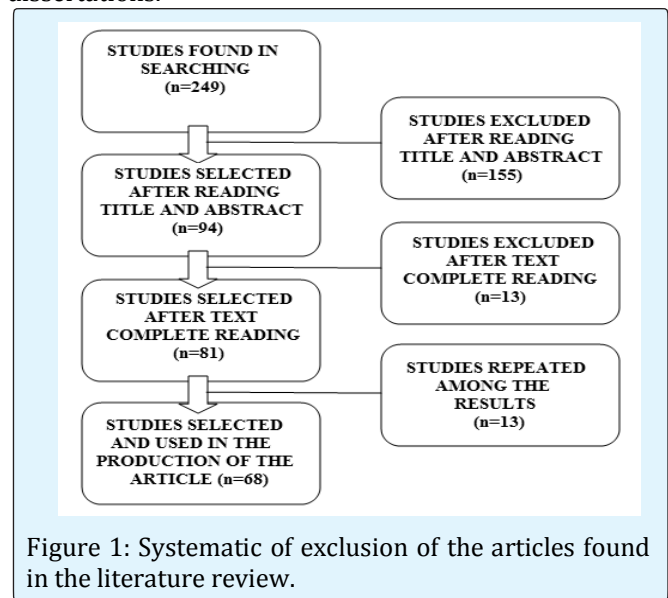 dissertations.
STUDIES FOUND IN
SEARCHING
(n=249)
STUDIES EXCLUDED
AFTER READING
TITLE AND ABSTRACT
(n=155)
STUDIES SELECTED
AFTER READING
TITLE AND ABSTRACT
(n=94)
STUDIES EXCLUDED
AFTER TEXT
COMPLETE READING
(n=13)
STUDIES SELECTED
AFTER TEXT
COMPLETE READING
(n=81)
STUDIES REPEATED
AMONG THE
RESULTS
(n=13)
STUDIES SELECTED
AND USED IN THE
PRODUCTION OF THE
ARTICLE (n=68)
Figure 1: Systematic of exclusion of the articles found
in the literature review.